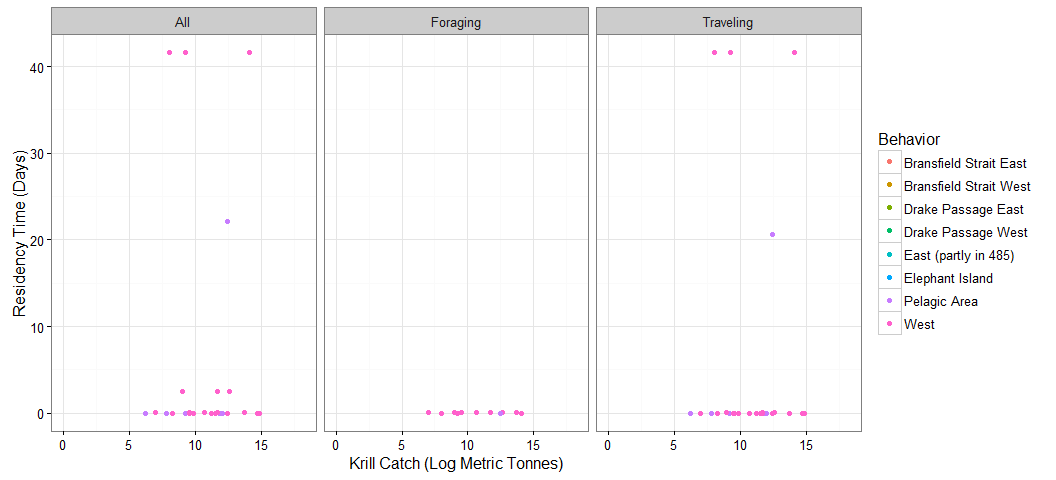 All Foraging Traveling
40
30
20
10
0
Residency Time (Days)
0 5 10 15 0 5 10 15 0 5 10 15
Krill Catch (Log Metric Tonnes)
Behavior
Bransfield Strait East
Bransfield Strait West
Drake Passage East
Drake Passage West
East (partly in 485)
Elephant Island
Pelagic Area
West